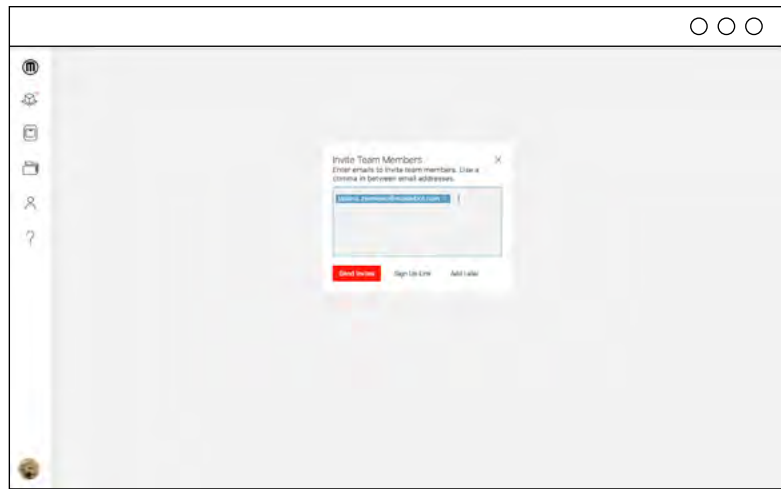 Invite Team Members
Enter emails to invite team members. Use a
comma in between email addresses.
Send Invites
Sign Up Link
Add Later